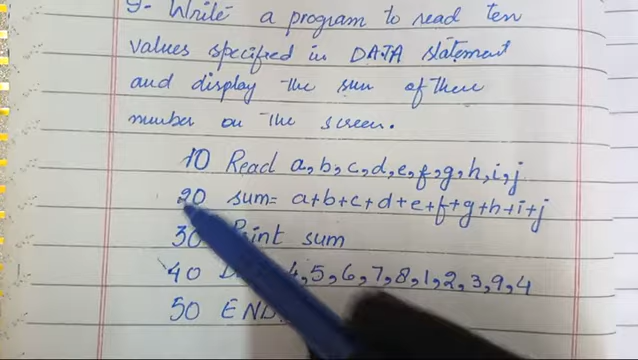 9- Write a program to read ten
values specified in DATA statement
and display the sum of these
number on the screen.
10 Read a,b,c,d,e,f,g,h,i,j
20 sum= a+b+c+d+e+f+g+h+i+j
30 Print sum
40 4,5,6,7,8,1,2,3,9,4
50 END